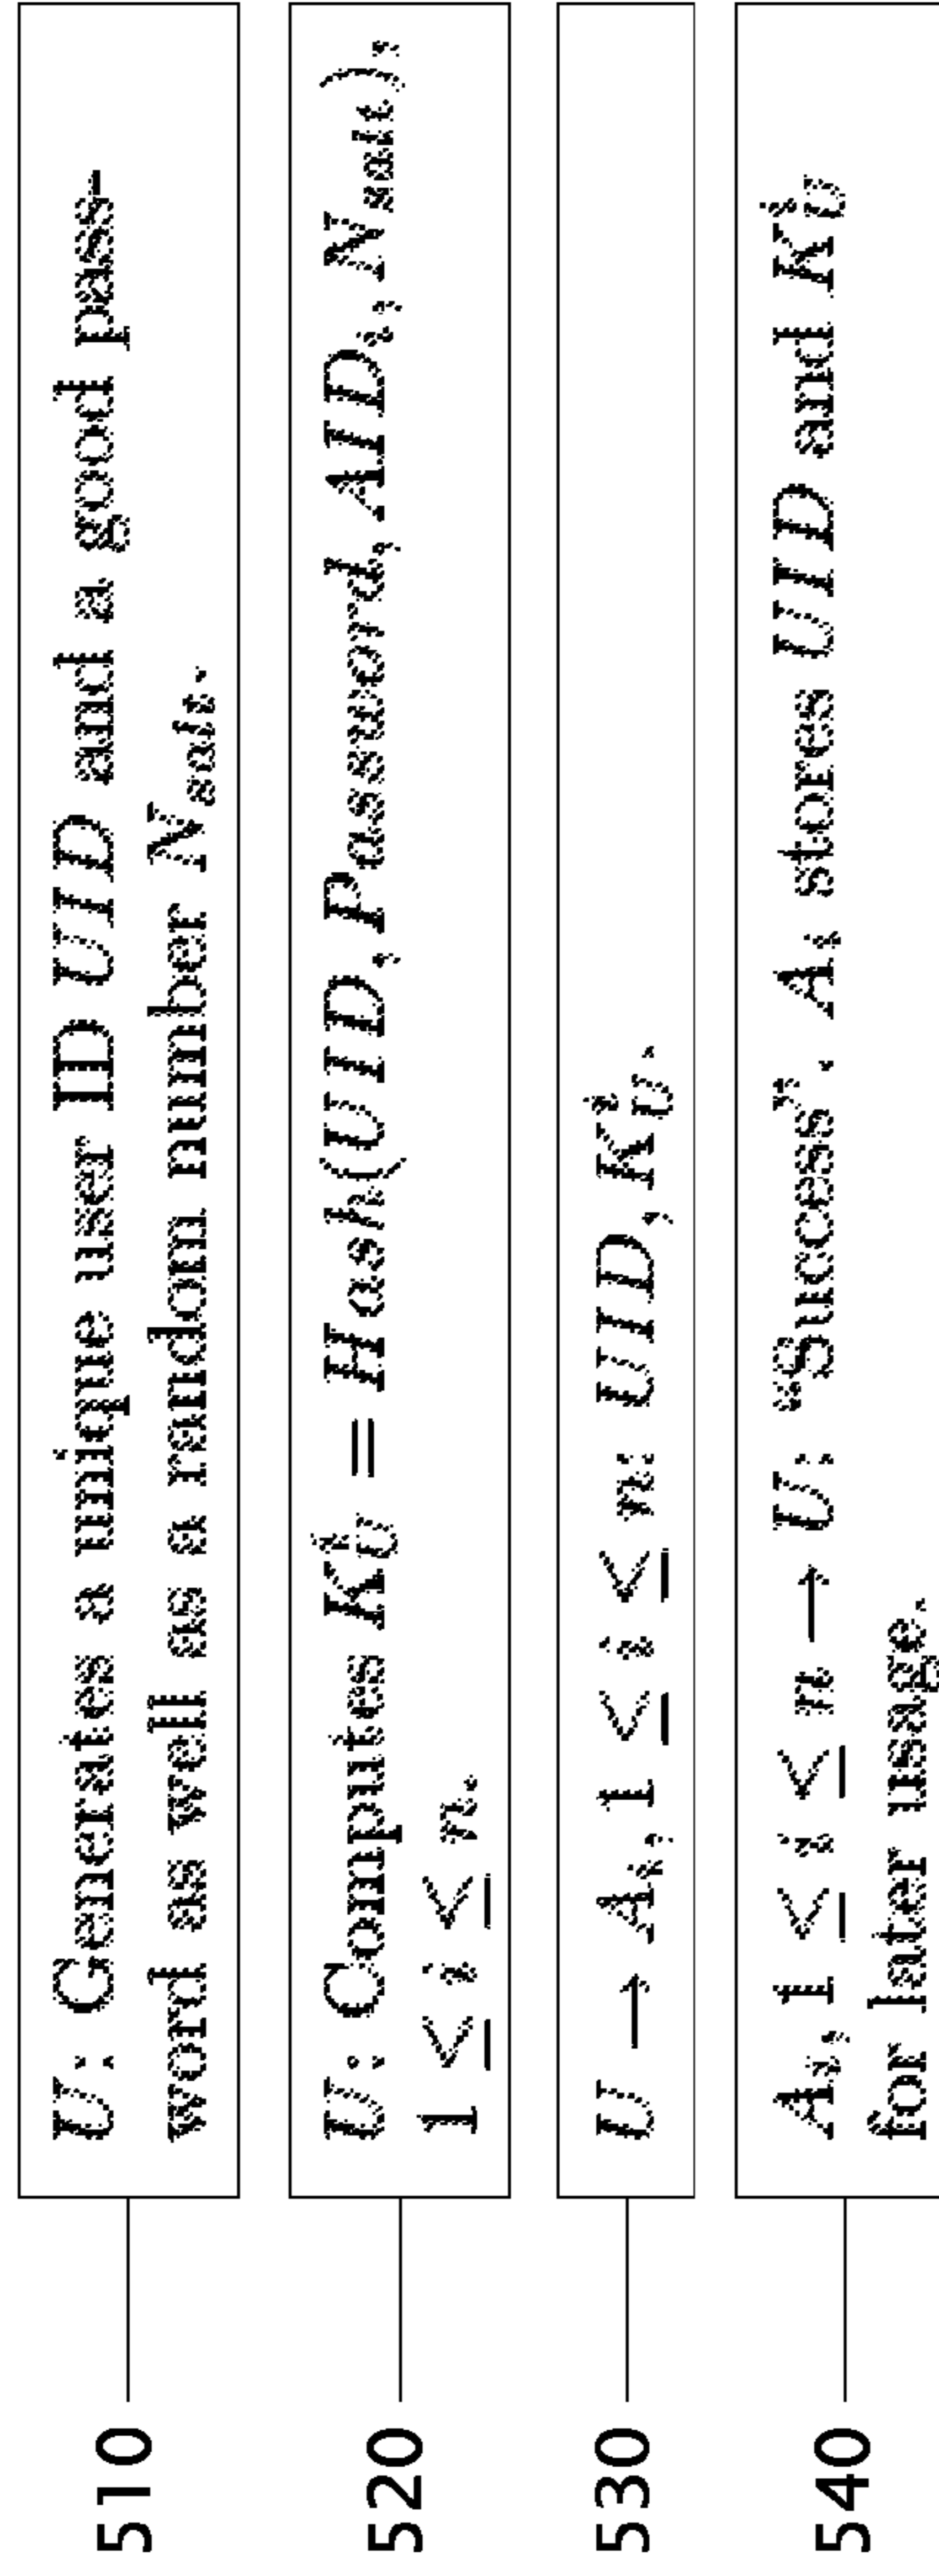 510
U: Generates a unique user ID UID and a good pass-
word as well as a random number N_salt.
520
U: Computes K_U^i = Hash(UID, Password, AID_i, N_salt),
1 ≤ i ≤ n.
530
U → A_i, 1 ≤ i ≤ n: UID, K_U^i.
540
A_i, 1 ≤ i ≤ n → U: "Success". A_i stores UID and K_U^i
for later usage.